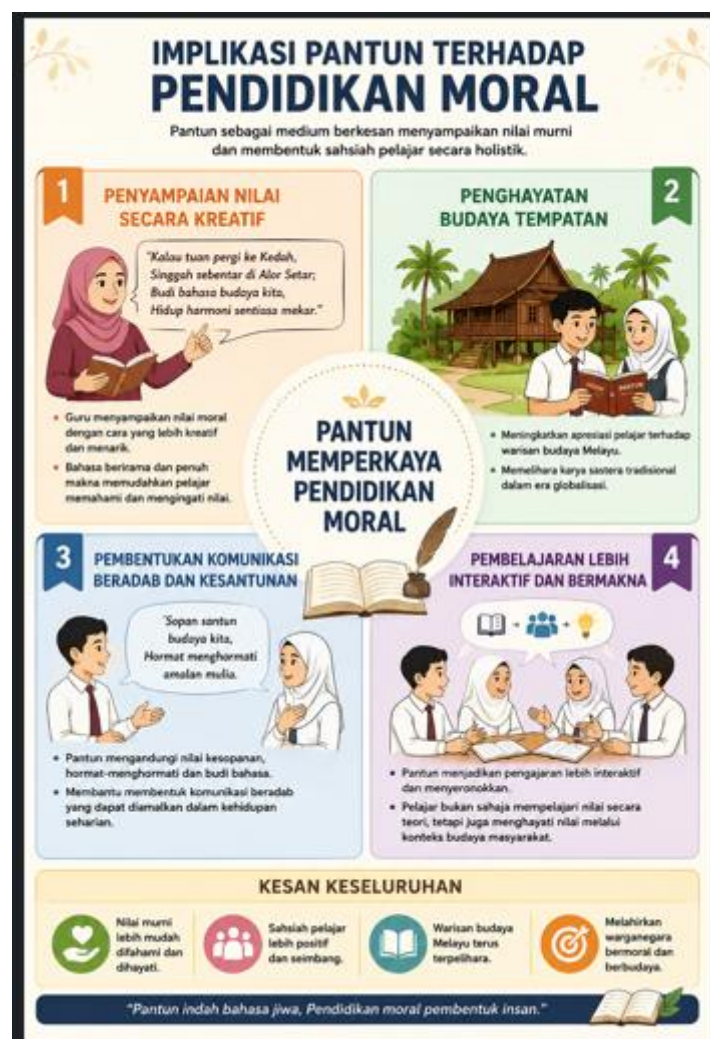 IMPLIKASI PANTUN TERHADAP
PENDIDIKAN MORAL
Pantun sebagai medium berkesan menyampaikan nilai murni
dan membentuk sahsiah pelajar secara holistik.
1
PENYAMPAIAN NILAI
SECARA KREATIF
"Kalau tuan pergi ke Kedah,
Singgah sebentar di Alor Setar;
Budi bahasa budaya kita,
Hidup harmoni sentiasa mekar."
• Guru menyampaikan nilai moral
dengan cara yang lebih kreatif
dan menarik.
• Bahasa berirama dan penuh
makna memudahkan pelajar
memahami dan mengingati nilai.
2
PENGHAYATAN
BUDAYA TEMPATAN
PANTUN
• Meningkatkan apresiasi pelajar terhadap
warisan budaya Melayu.
• Memelihara karya sastera tradisional
dalam era globalisasi.
PANTUN
MEMPERKAYA
PENDIDIKAN
MORAL
3
PEMBENTUKAN KOMUNIKASI
BERADAB DAN KESANTUNAN
"Sopan santun
budaya kita,
Hormat menghormati
amalan mulia.
• Pantun mengandungi nilai kesopanan,
hormat-menghormati dan budi bahasa.
• Membantu membentuk komunikasi beradab
yang dapat diamalkan dalam kehidupan
seharian.
4
PEMBELAJARAN LEBIH
INTERAKTIF DAN BERMAKNA
• Pantun menjadikan pengajaran lebih interaktif
dan menyeronokkan.
• Pelajar bukan sahaja mempelajari nilai secara
teori, tetapi juga menghayati nilai melalui
konteks budaya masyarakat.
KESAN KESELURUHAN
Nilai murni
lebih mudah
difahami dan
dihayati.
Sahsiah pelajar
lebih positif
dan seimbang.
Warisan budaya
Melayu terus
terpelihara.
Melahirkan
warganegara
bermoral dan
berbudaya.
"Pantun indah bahasa jiwa, Pendidikan moral pembentuk insan."